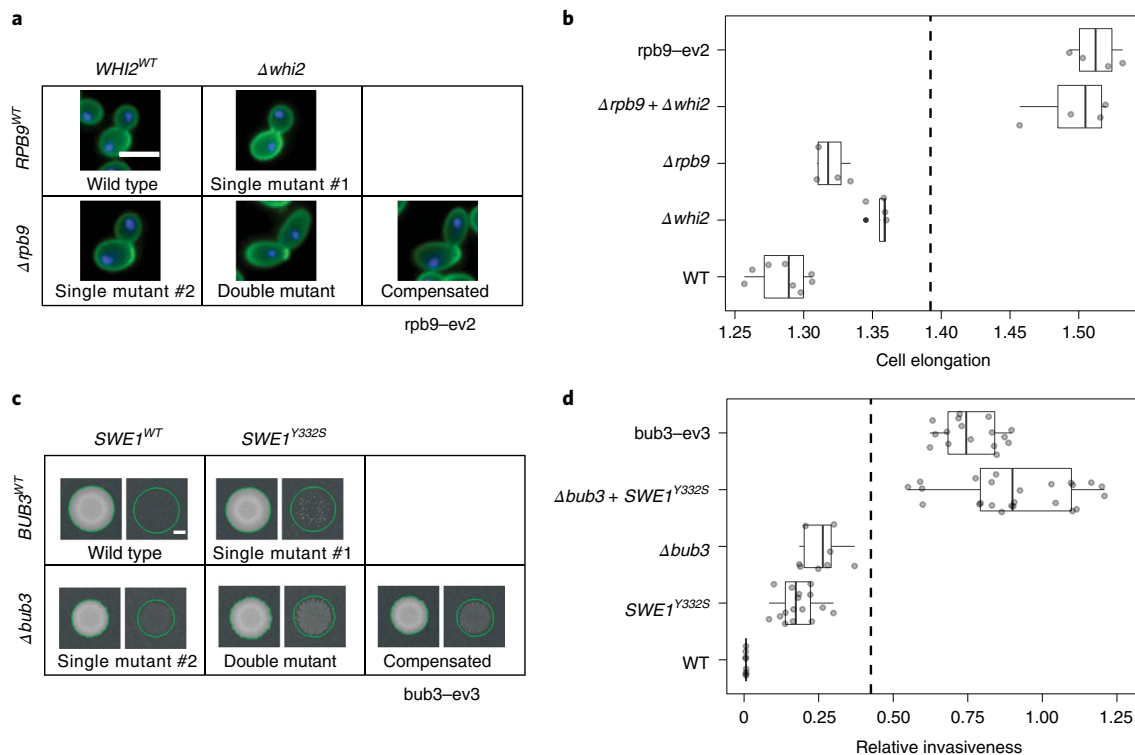 a
WHI2^WT Δwhi2
RPB9^WT
Wild type Single mutant #1
Δrpb9
Single mutant #2 Double mutant Compensated
rpb9–ev2
b
rpb9–ev2
Δrpb9 + Δwhi2
Δrpb9
Δwhi2
WT
1.25 1.30 1.35 1.40 1.45 1.50
Cell elongation
c
SWE1^WT SWE1^Y332S
BUB3^WT
Wild type Single mutant #1
Δbub3
Single mutant #2 Double mutant Compensated
bub3–ev3
d
bub3–ev3
Δbub3 + SWE1^Y332S
Δbub3
SWE1^Y332S
WT
0 0.25 0.50 0.75 1.00 1.25
Relative invasiveness